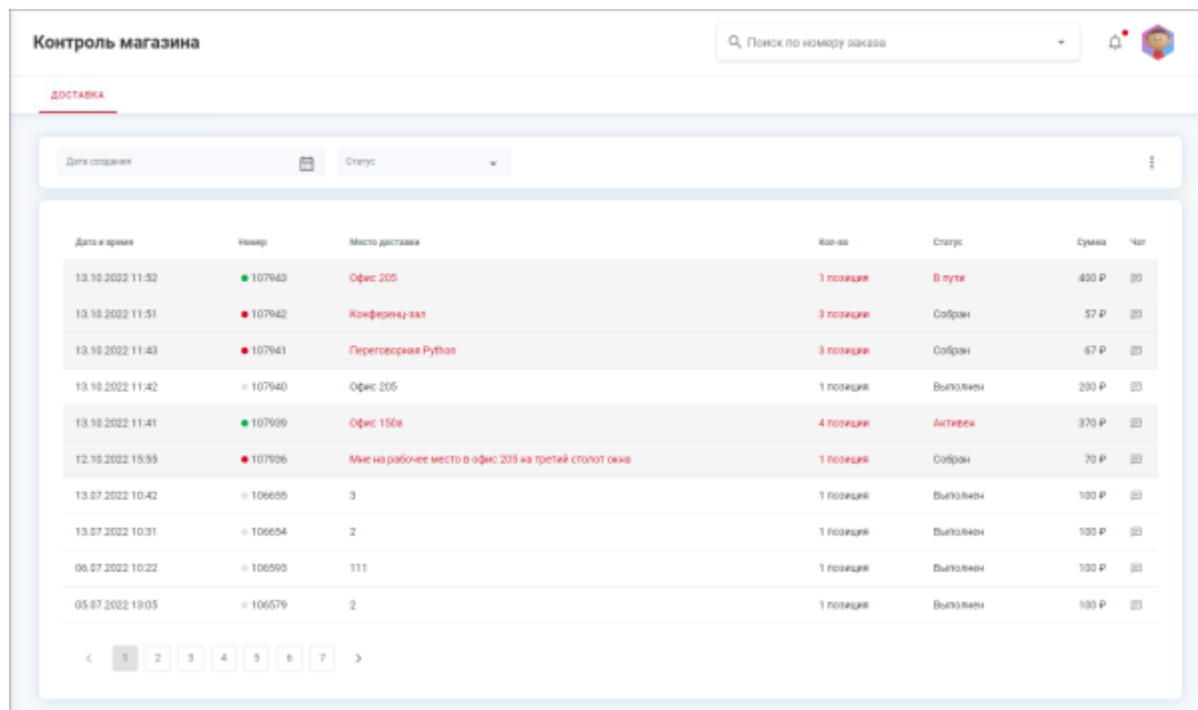 Контроль магазина
Поиск по номеру заказа
ДОСТАВКА
Дата создания Статус
Дата и время Номер Место доставки Кол-во Статус Сумма Чат
13.10.2022 11:52 107943 Офис 205 1 позиция В пути 400 ₽
13.10.2022 11:51 107942 Конференц-зал 3 позиции Собран 57 ₽
13.10.2022 11:43 107941 Переговорная Python 3 позиции Собран 67 ₽
13.10.2022 11:42 107940 Офис 205 1 позиция Выполнен 200 ₽
13.10.2022 11:41 107939 Офис 150а 4 позиции Активен 370 ₽
12.10.2022 15:55 107936 Мне на рабочее место в офис 205 на третий столот окна 1 позиция Собран 70 ₽
13.07.2022 10:42 106655 3 1 позиция Выполнен 100 ₽
13.07.2022 10:31 106654 2 1 позиция Выполнен 100 ₽
06.07.2022 10:22 106593 111 1 позиция Выполнен 100 ₽
05.07.2022 13:05 106579 2 1 позиция Выполнен 100 ₽
1 2 3 4 5 6 7